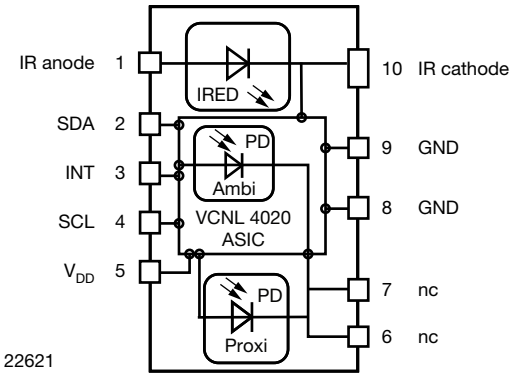 IR anode 1
IRED
10 IR cathode
SDA 2
PD
9 GND
INT 3
Ambi
SCL 4
VCNL 4020
ASIC
8 GND
VDD 5
PD
7 nc
Proxi
6 nc
22621